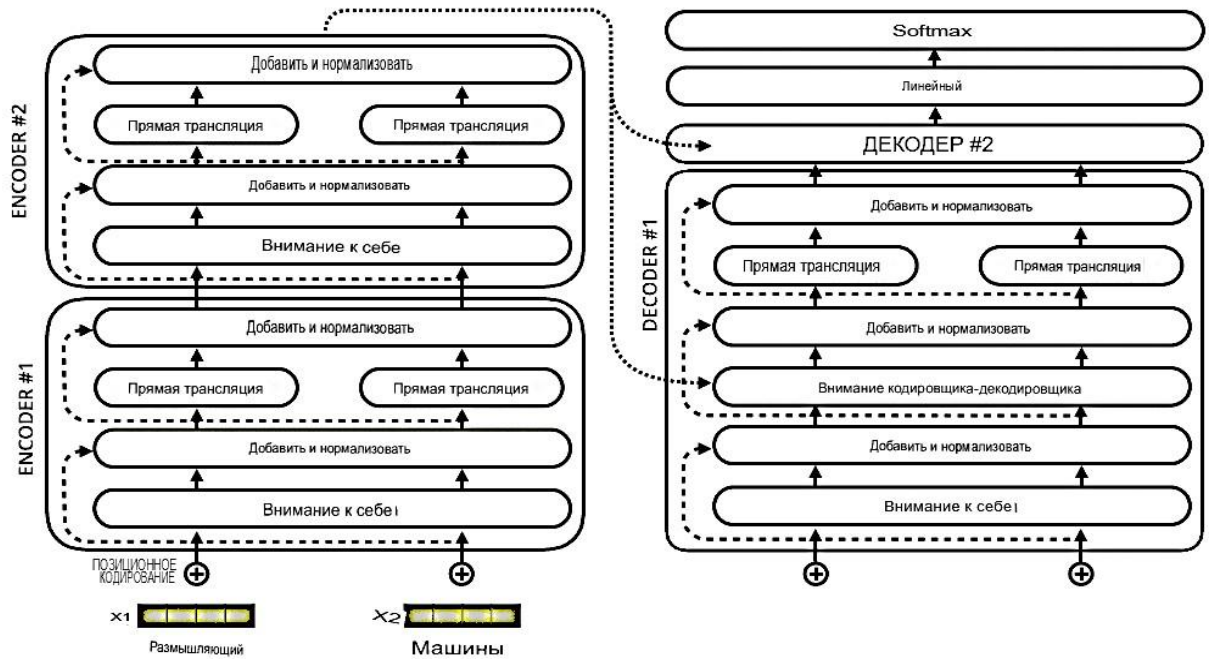 ENCODER #2
Добавить и нормализовать
Прямая трансляция
Прямая трансляция
Добавить и нормализовать
Внимание к себе
ENCODER #1
Добавить и нормализовать
Прямая трансляция
Прямая трансляция
Добавить и нормализовать
Внимание к себе
ПОЗИЦИОННОЕ
КОДИРОВАНИЕ
X1
X2
Размышляющий
Машины
Softmax
Линейный
ДЕКОДЕР #2
DECODER #1
Добавить и нормализовать
Прямая трансляция
Прямая трансляция
Добавить и нормализовать
Внимание кодировщика-декодировщика
Добавить и нормализовать
Внимание к себе